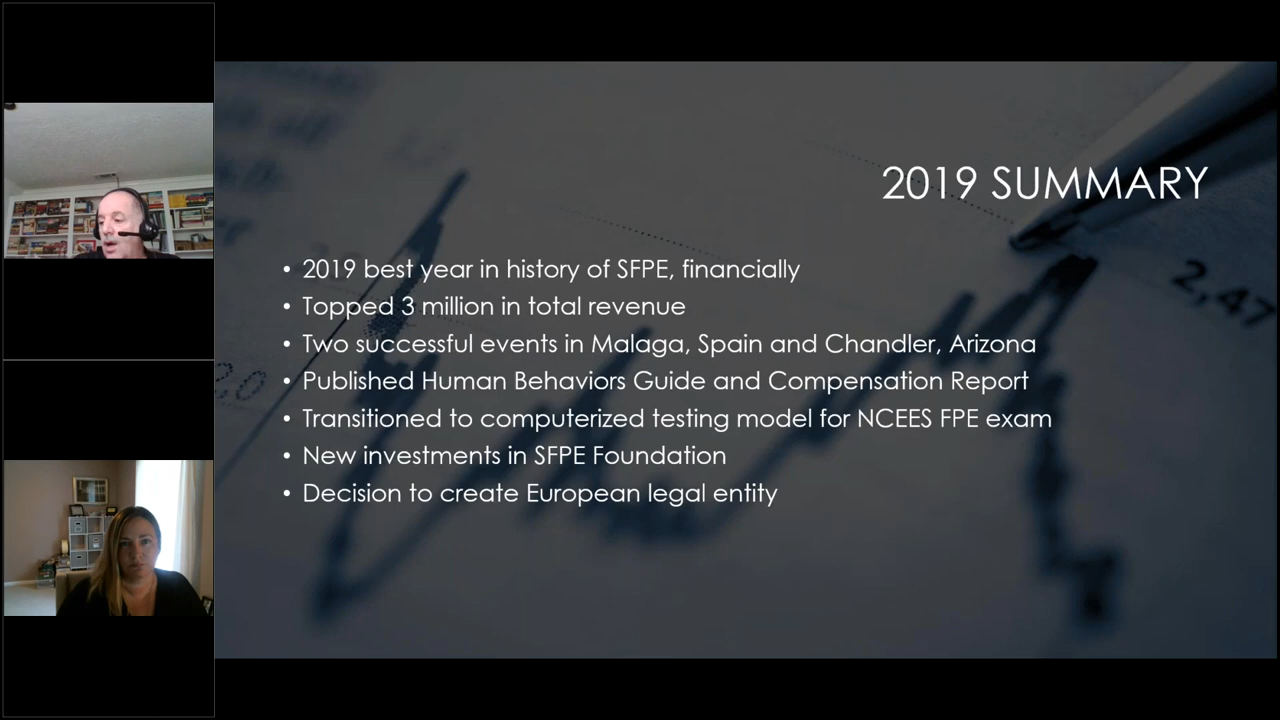 2019 SUMMARY
• 2019 best year in history of SFPE, financially
• Topped 3 million in total revenue
• Two successful events in Malaga, Spain and Chandler, Arizona
• Published Human Behaviors Guide and Compensation Report
• Transitioned to computerized testing model for NCEES FPE exam
• New investments in SFPE Foundation
• Decision to create European legal entity
2,47